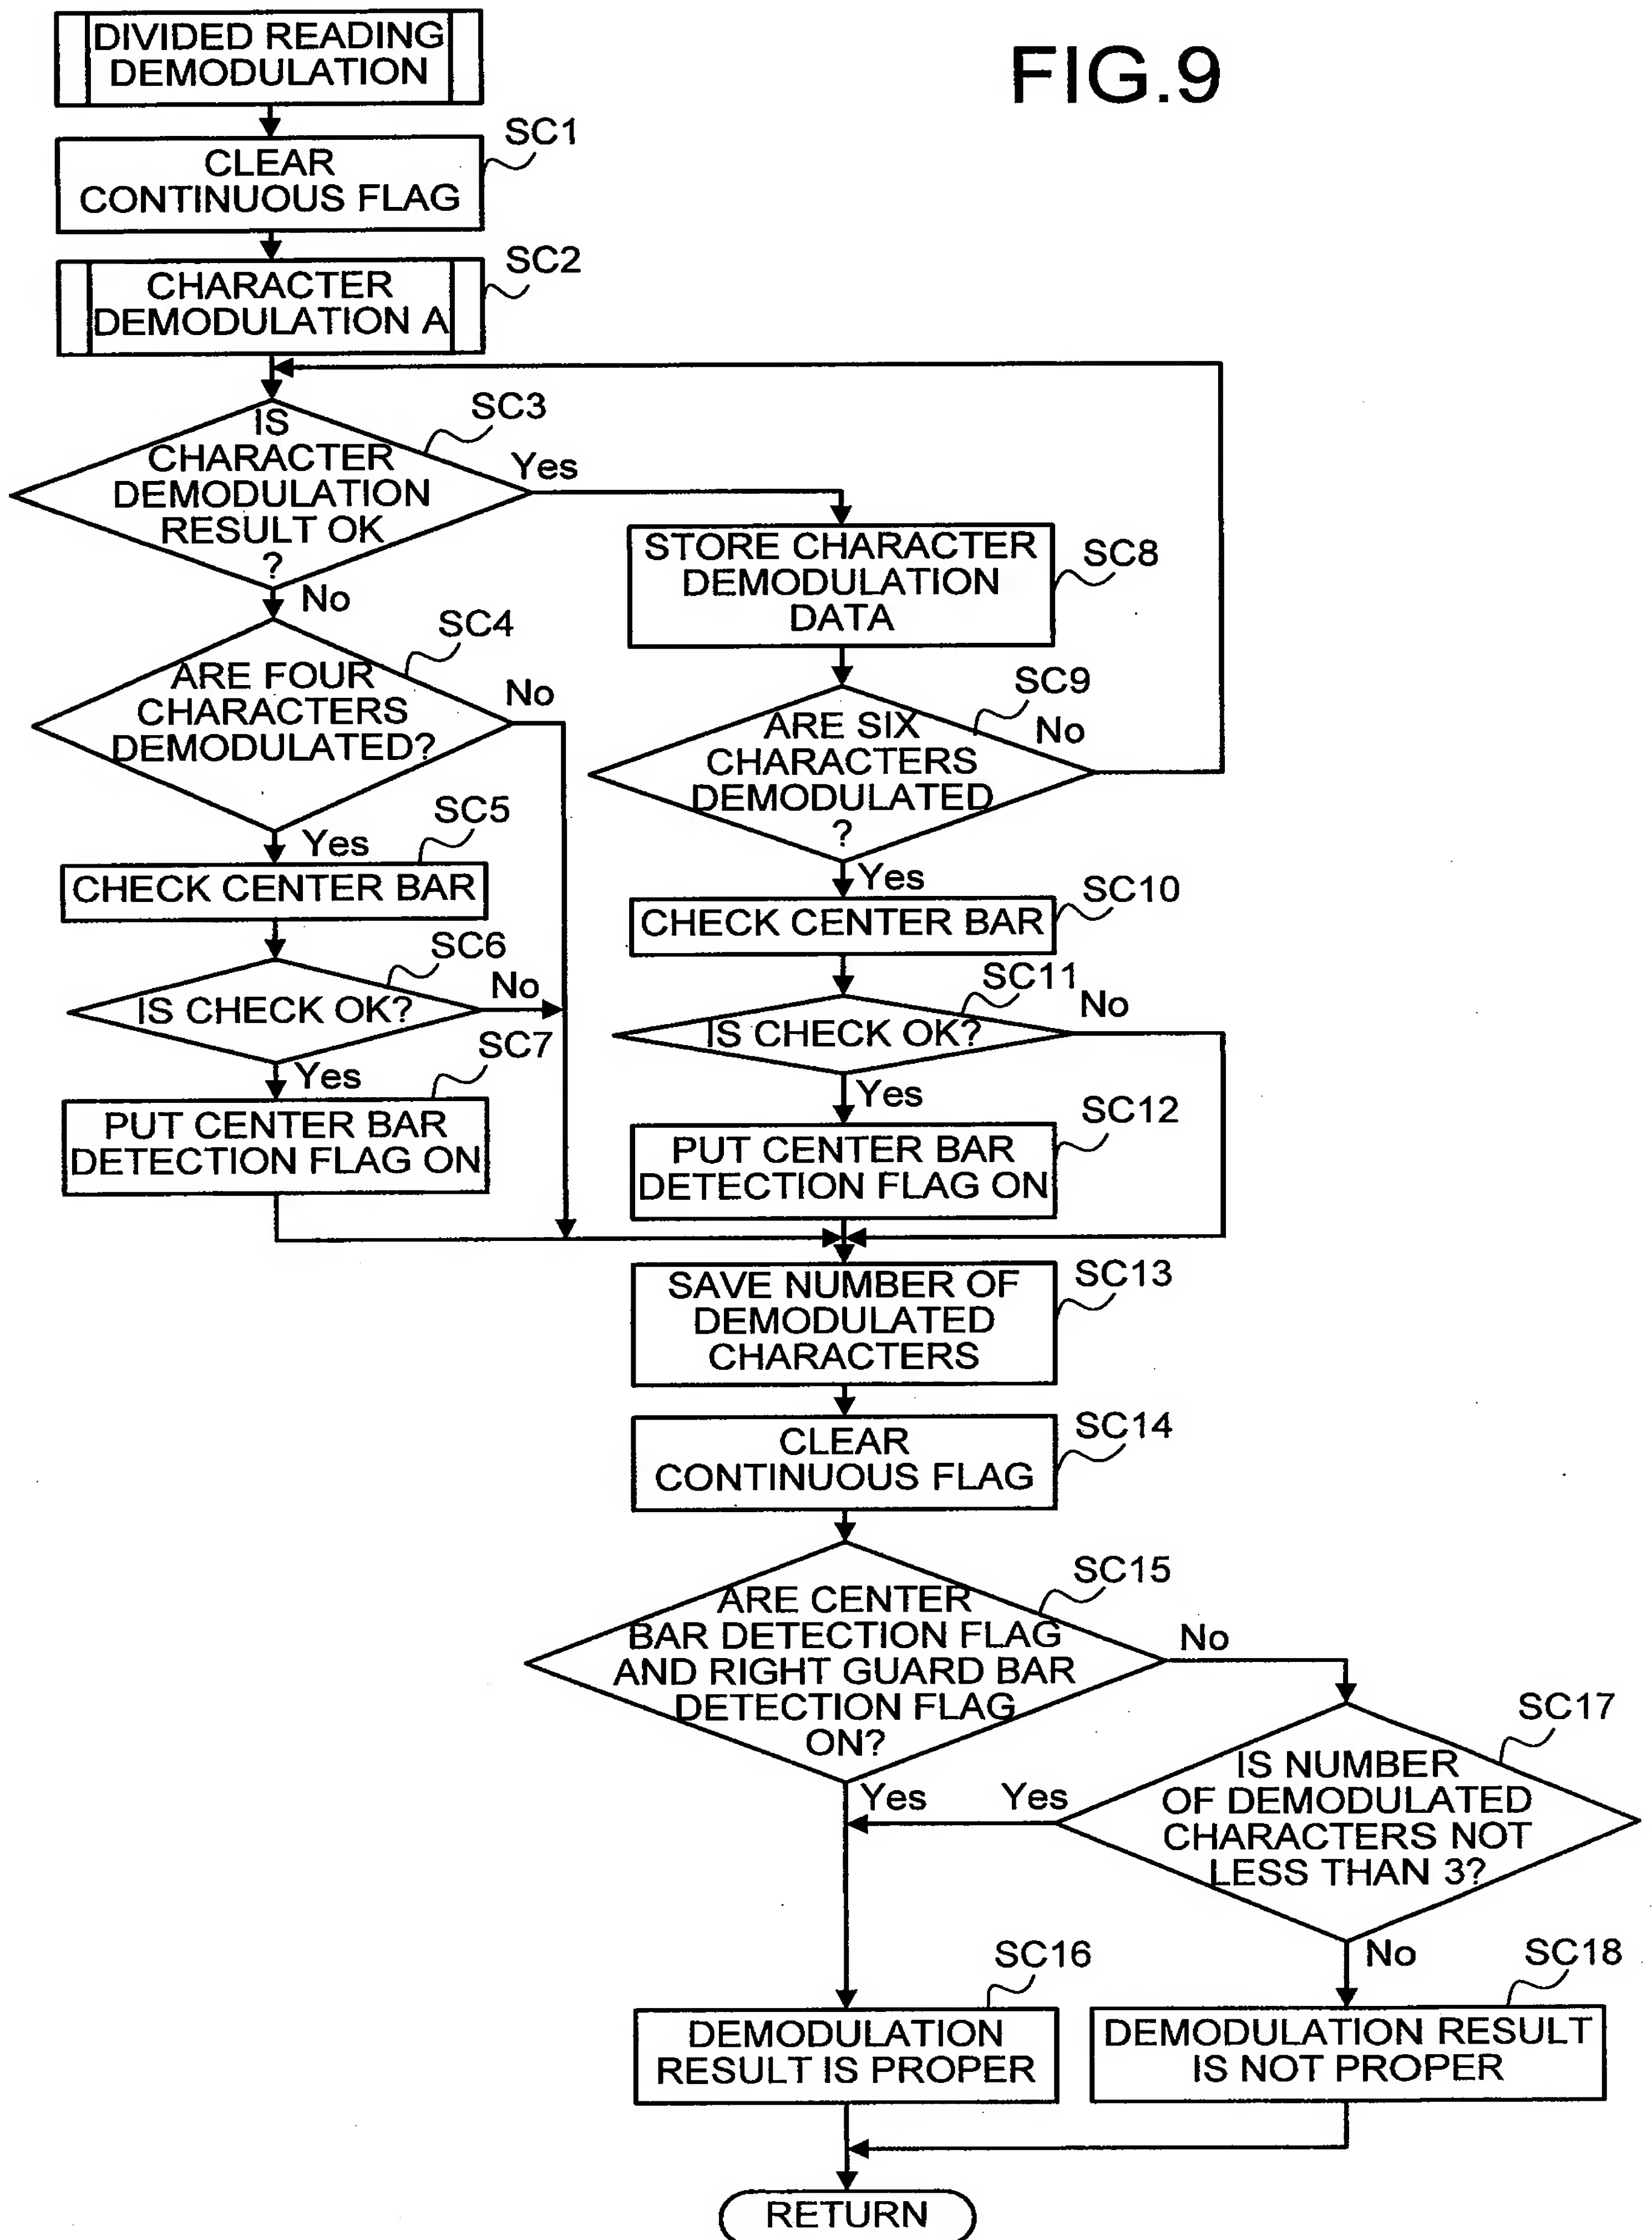 FIG.9
DIVIDED READING
DEMODULATION
SC1
CLEAR
CONTINUOUS FLAG
SC2
CHARACTER
DEMODULATION A
SC3
IS
CHARACTER
DEMODULATION
RESULT OK
?
Yes
No
SC4
ARE FOUR
CHARACTERS
DEMODULATED?
No
Yes
SC5
CHECK CENTER BAR
SC6
IS CHECK OK?
No
Yes
SC7
PUT CENTER BAR
DETECTION FLAG ON
SC8
STORE CHARACTER
DEMODULATION
DATA
SC9
ARE SIX
CHARACTERS
DEMODULATED
?
No
Yes
SC10
CHECK CENTER BAR
SC11
IS CHECK OK?
No
Yes
SC12
PUT CENTER BAR
DETECTION FLAG ON
SC13
SAVE NUMBER OF
DEMODULATED
CHARACTERS
SC14
CLEAR
CONTINUOUS FLAG
SC15
ARE CENTER
BAR DETECTION FLAG
AND RIGHT GUARD BAR
DETECTION FLAG
ON?
No
Yes
SC17
IS NUMBER
OF DEMODULATED
CHARACTERS NOT
LESS THAN 3?
Yes
No
SC16
DEMODULATION
RESULT IS PROPER
SC18
DEMODULATION RESULT
IS NOT PROPER
RETURN